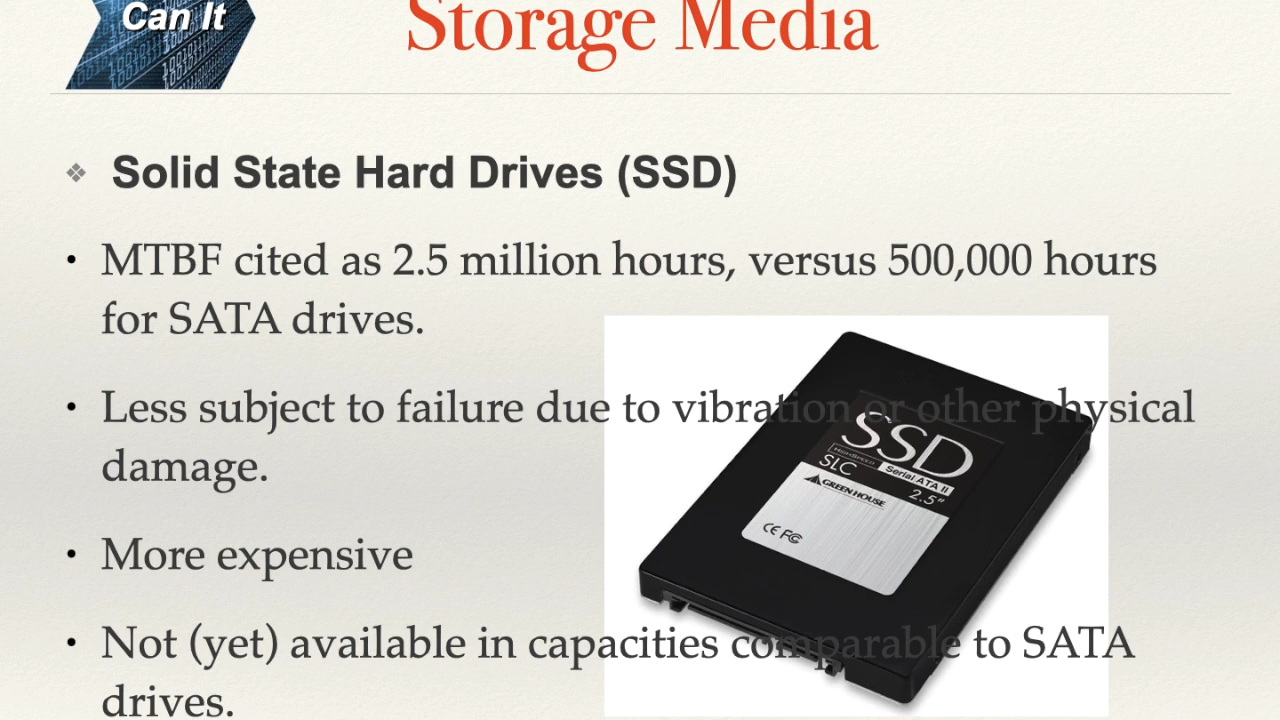 Can It
Storage Media
❖ Solid State Hard Drives (SSD)
• MTBF cited as 2.5 million hours, versus 500,000 hours
for SATA drives.
• Less subject to failure due to vibration or other physical
damage.
• More expensive
• Not (yet) available in capacities comparable to SATA
drives.
SSD
HIGH SPEED Serial ATA II
SLC 2.5"
GREEN HOUSE
CE FC